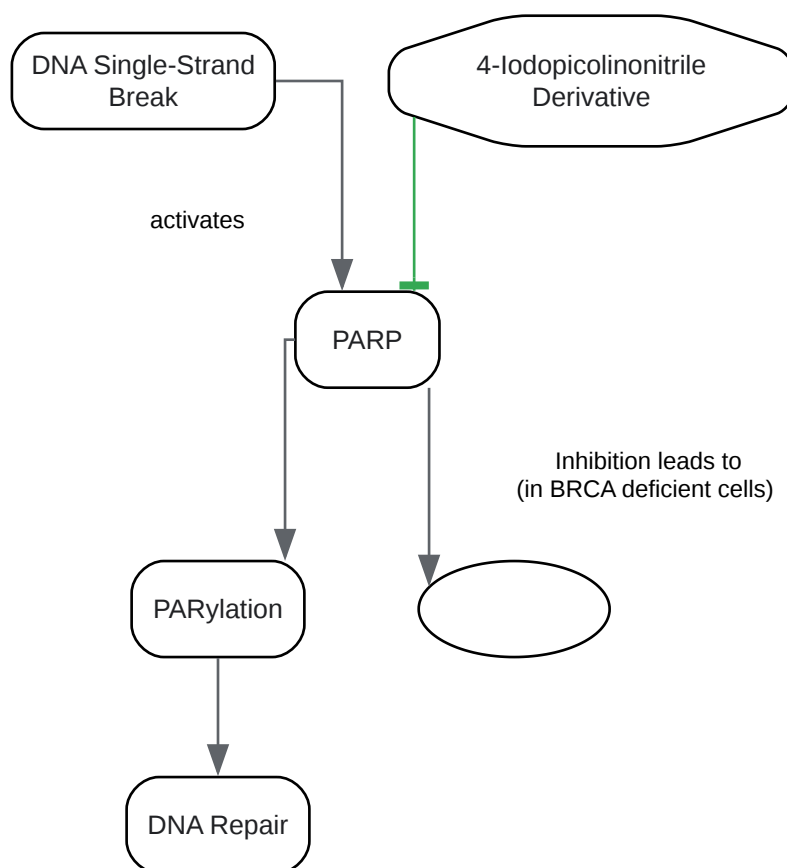 DNA Single-Strand
Break
4-Iodopicolinonitrile
Derivative
activates
PARP
Inhibition leads to
(in BRCA deficient cells)
PARylation
DNA Repair